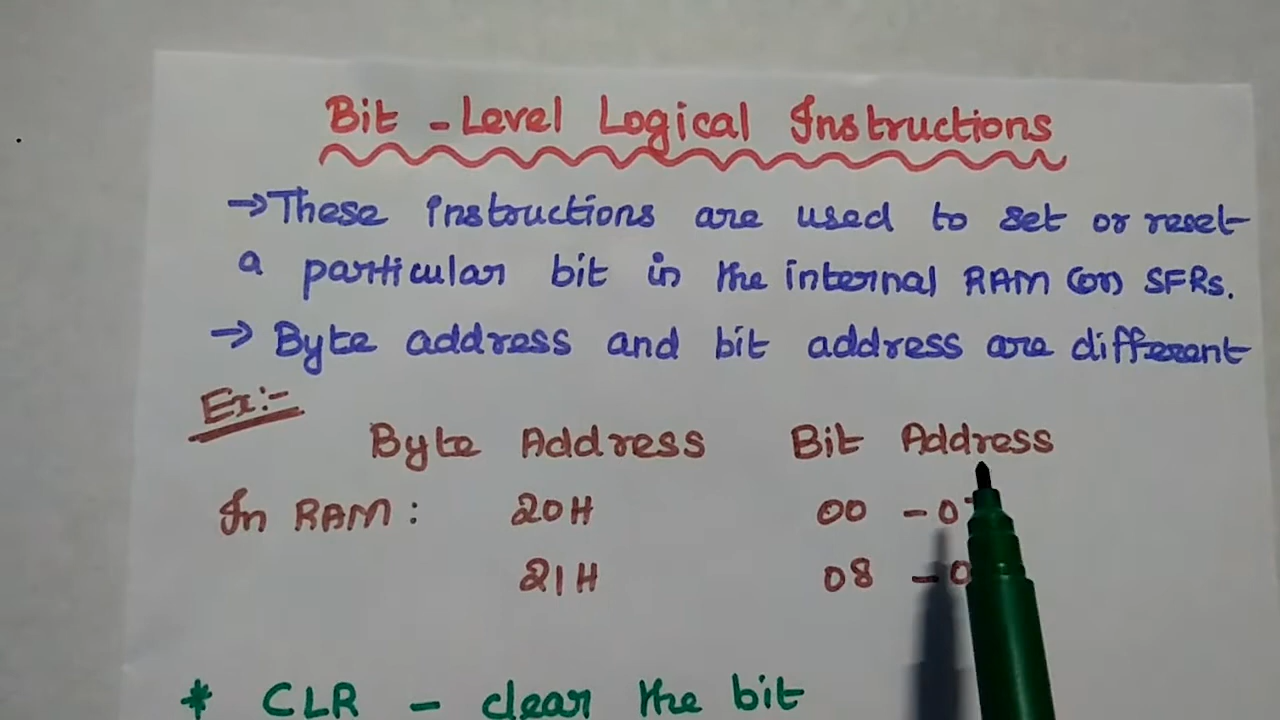 Bit - Level Logical Instructions
→ These instructions are used to set or reset
a particular bit in the internal RAM (or) SFRs.
→ Byte address and bit address are different
Ex:-
Byte Address Bit Address
In RAM: 20H 00 - 0
21H 08 - 0
* CLR - clear the bit